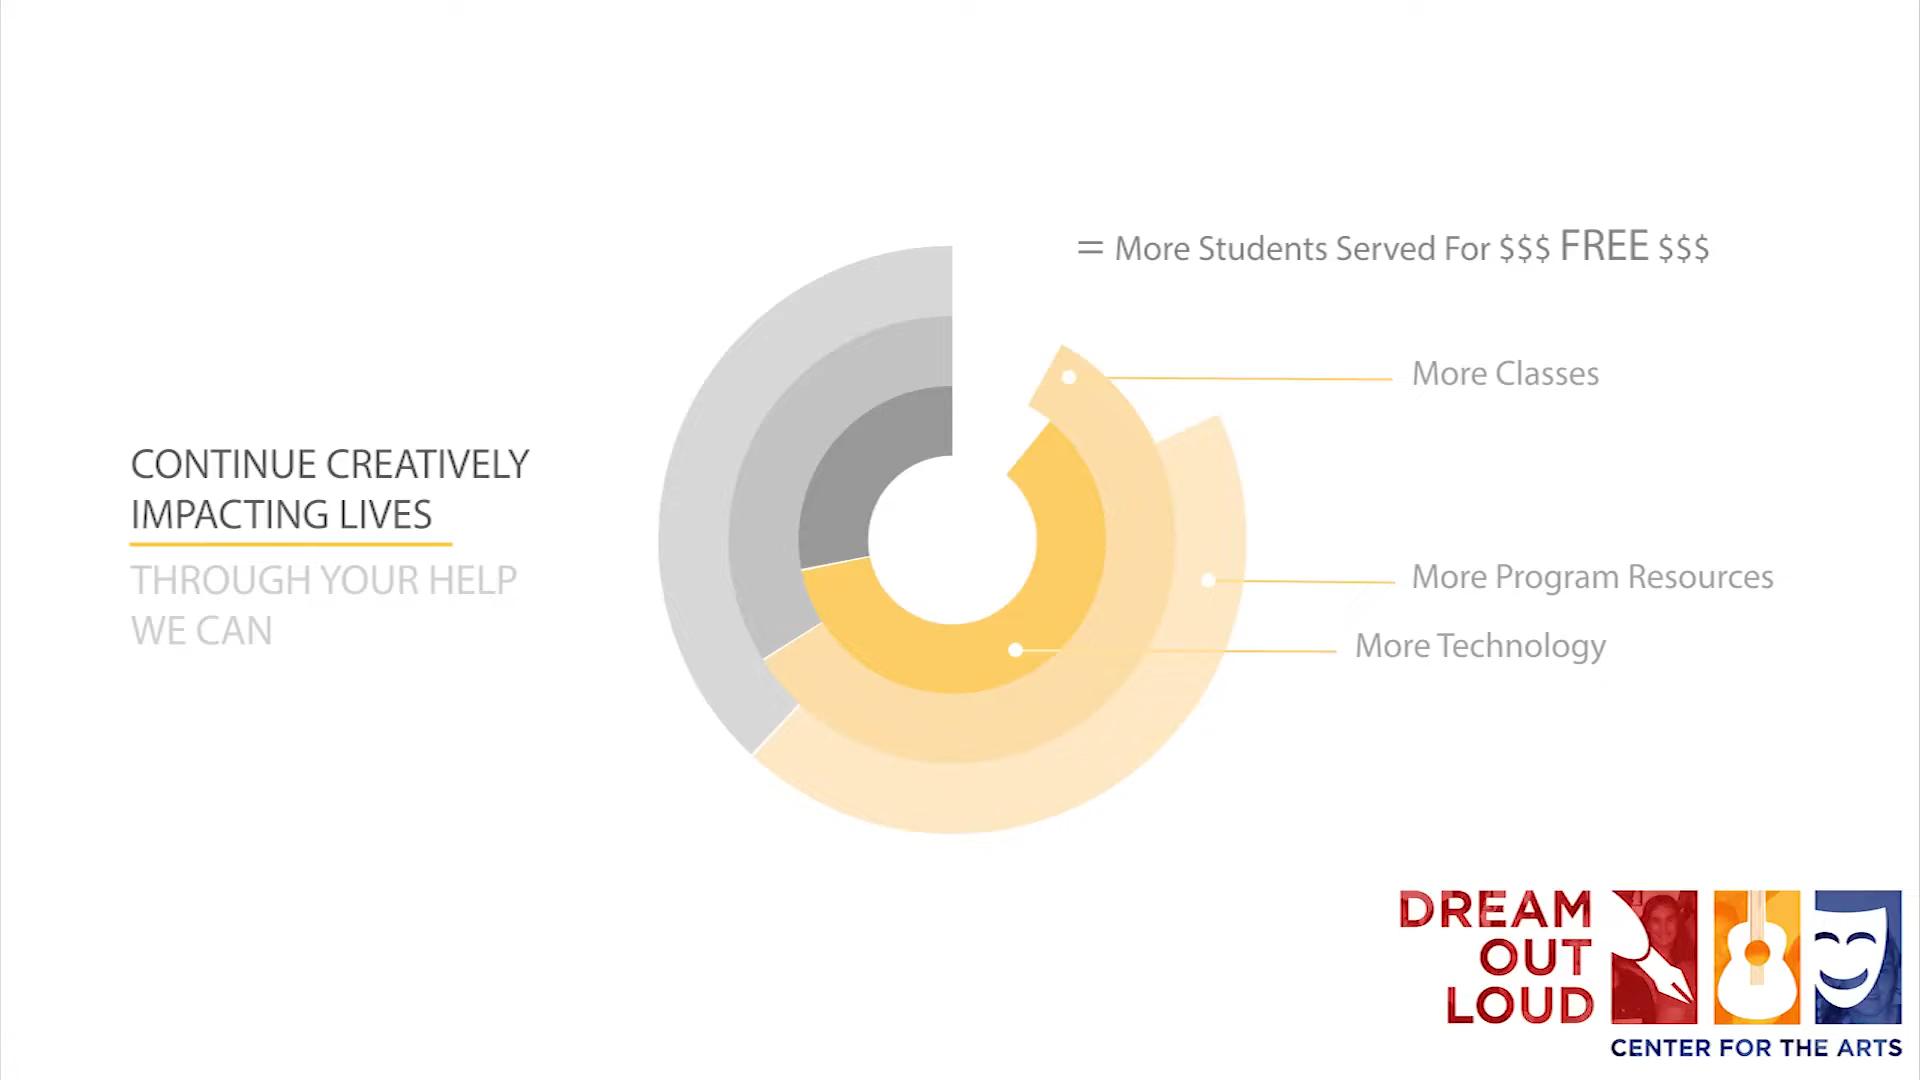 CONTINUE CREATIVELY
IMPACTING LIVES
THROUGH YOUR HELP
WE CAN
= More Students Served For $$$ FREE $$$
More Classes
More Program Resources
More Technology
DREAM
OUT
LOUD
CENTER FOR THE ARTS